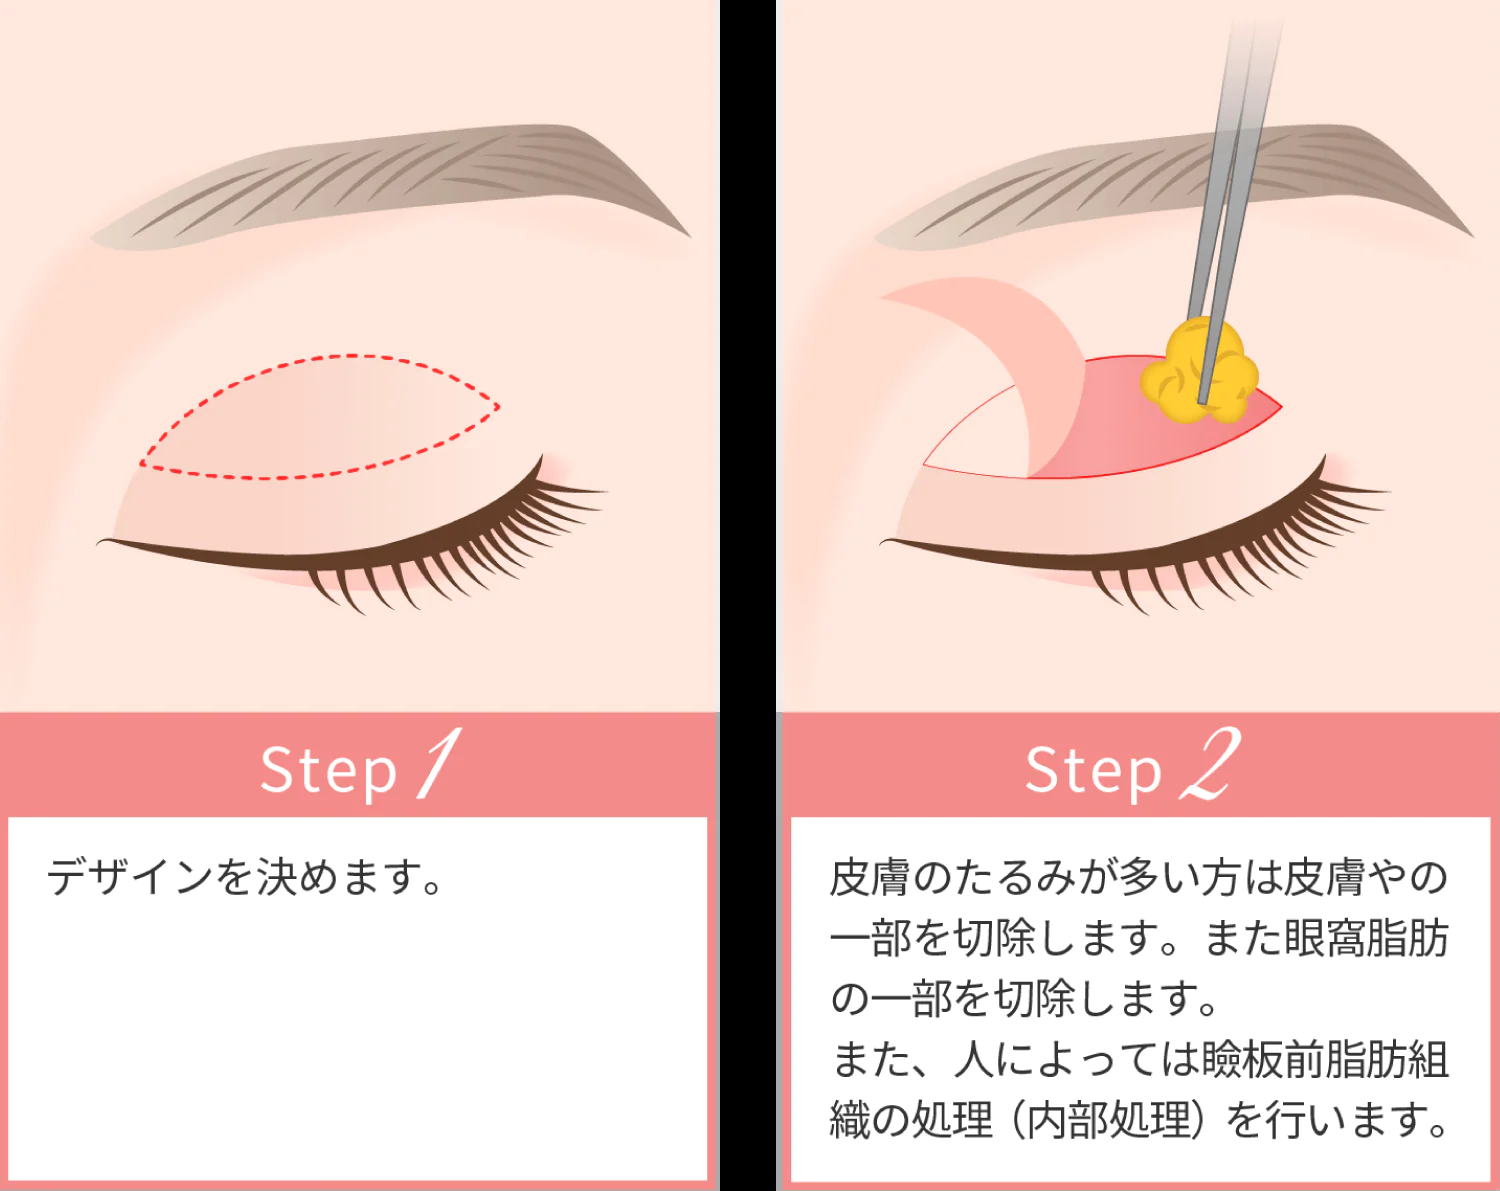 Step 1
デザインを決めます。
Step 2
皮膚のたるみが多い方は皮膚やの
一部を切除します。また眼窩脂肪
の一部を切除します。
また、人によっては瞼板前脂肪組
織の処理（内部処理）を行います。